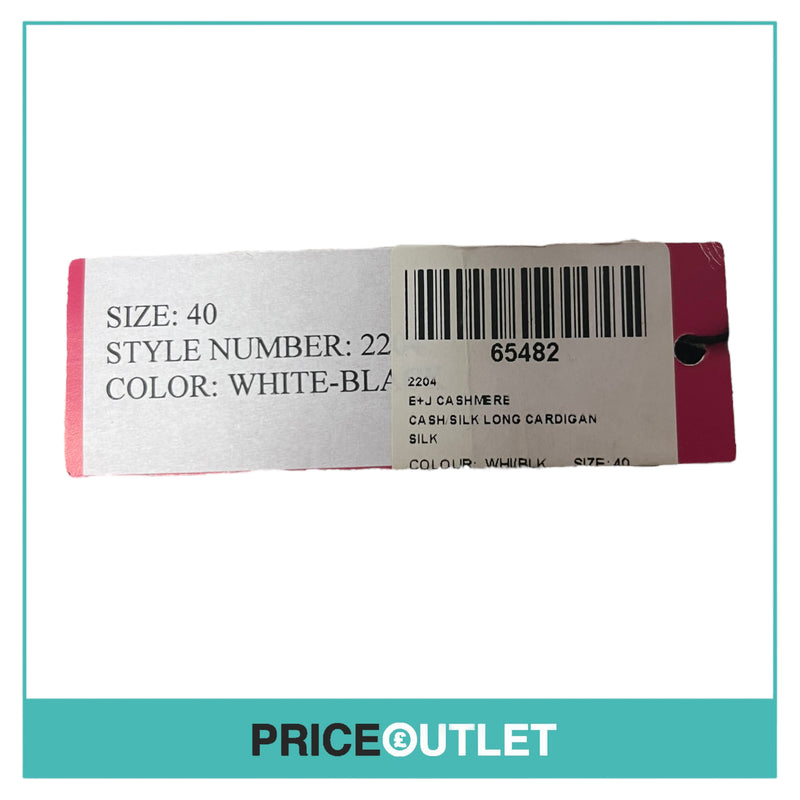 SIZE: 40
STYLE NUMBER: 22
COLOR: WHITE-BLA
65482
2204
E+J CASHMERE
CASH/SILK LONG CARDIGAN
SILK
COLOUR: WHI/BLK SIZE: 40
PRICE£OUTLET